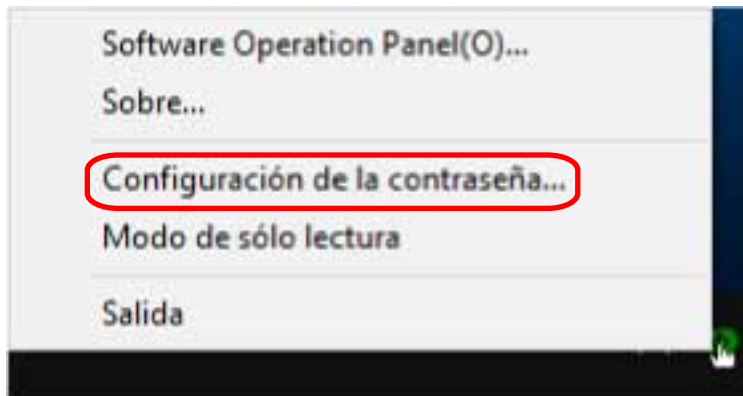 Software Operation Panel(O)...
Sobre...
Configuración de la contraseña...
Modo de sólo lectura
Salida